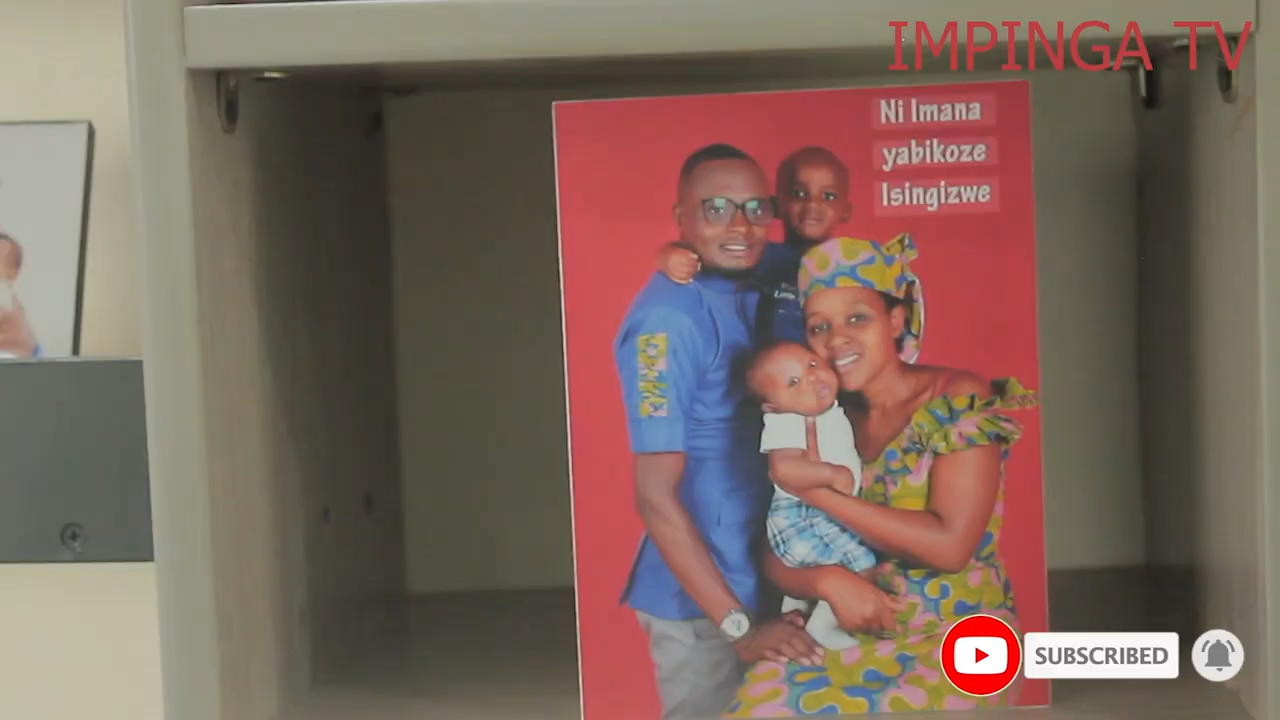 IMPINGA TV
Ni Imana
yabikoze
Isingizwe
SUBSCRIBED